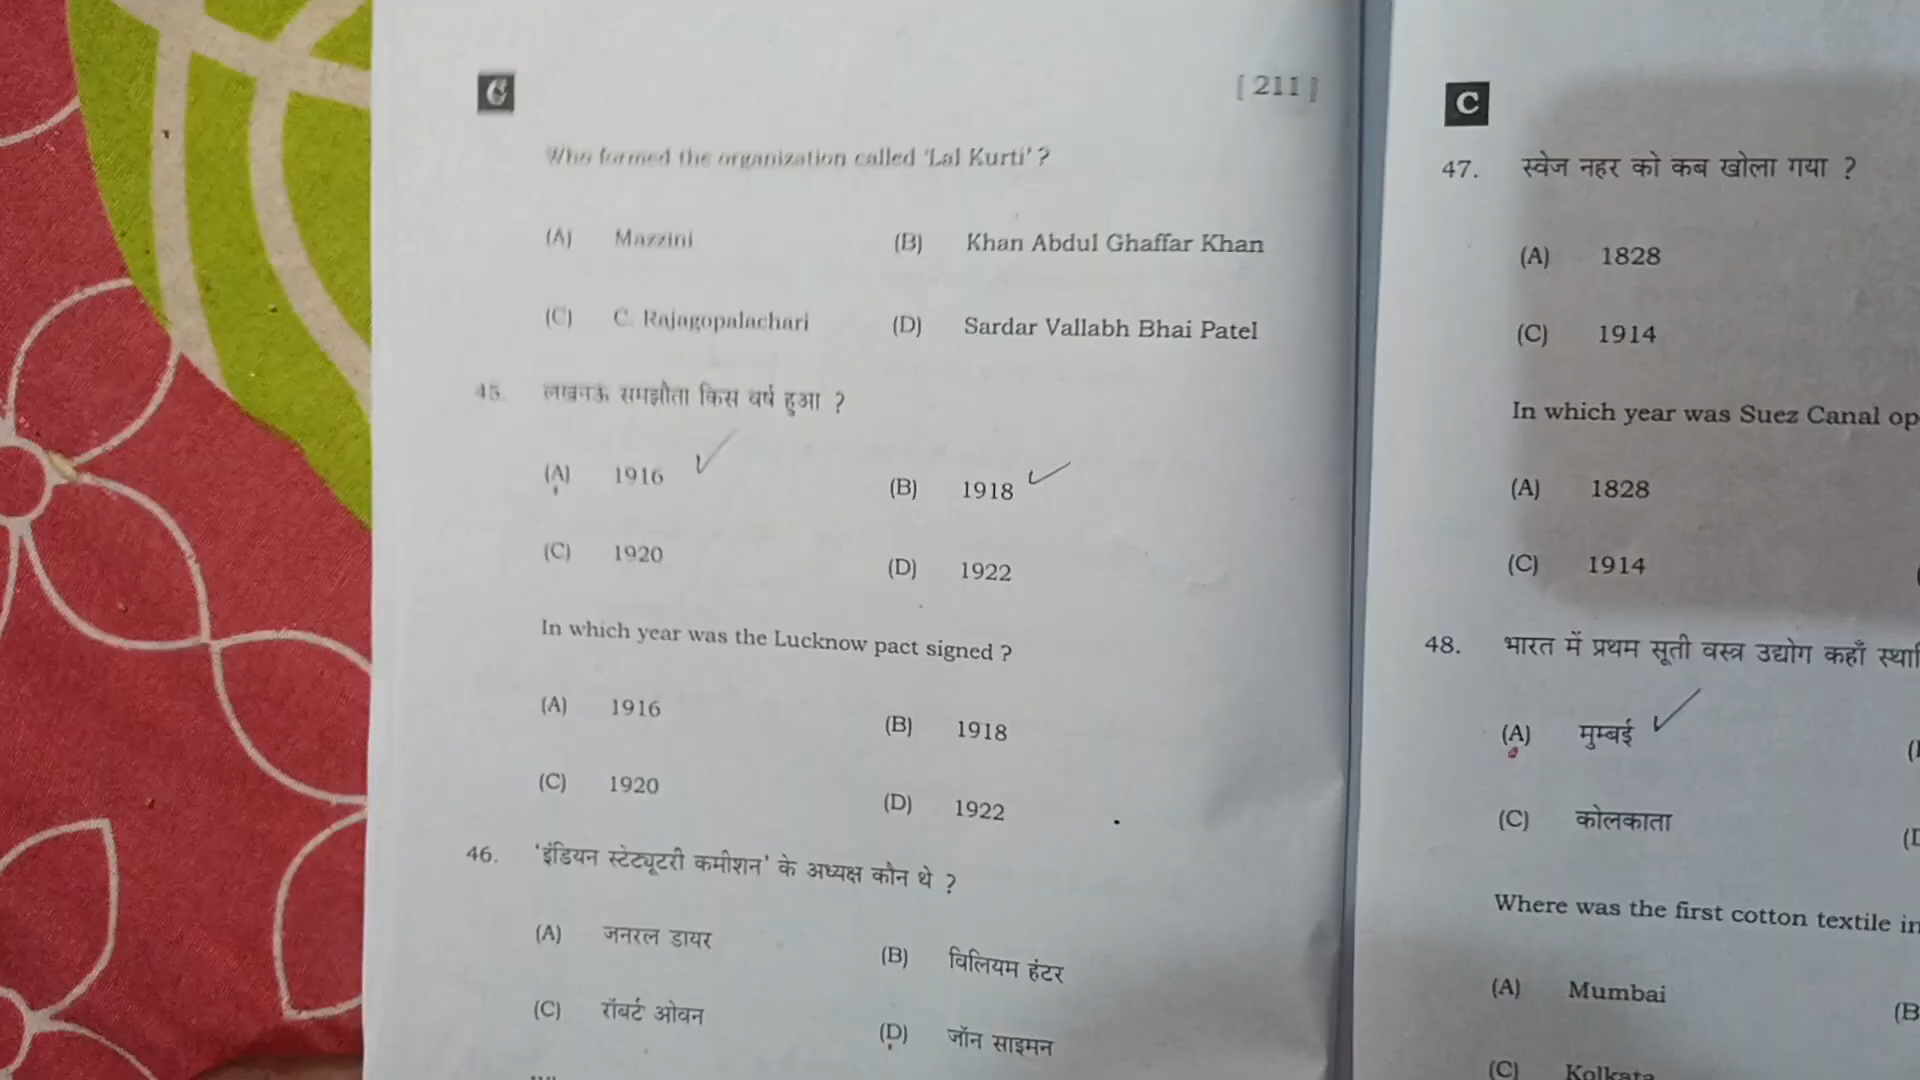 C
[ 211 ]
Who formed the organization called 'Lal Kurti' ?
(A) Mazzini (B) Khan Abdul Ghaffar Khan
(C) C. Rajagopalachari (D) Sardar Vallabh Bhai Patel
45. लखनऊ समझौता किस वर्ष हुआ ?
(A) 1916 (B) 1918
(C) 1920 (D) 1922
In which year was the Lucknow pact signed ?
(A) 1916 (B) 1918
(C) 1920 (D) 1922
46. 'इंडियन स्टेट्यूटरी कमीशन' के अध्यक्ष कौन थे ?
(A) जनरल डायर (B) विलियम हंटर
(C) रॉबर्ट ओवन (D) जॉन साइमन
C
47. स्वेज नहर को कब खोला गया ?
(A) 1828
(C) 1914
In which year was Suez Canal op
(A) 1828
(C) 1914
48. भारत में प्रथम सूती वस्त्र उद्योग कहाँ
(A) मुम्बई
(C) कोलकाता
Where was the first cotton textile in
(A) Mumbai (B
(C) Kolkata